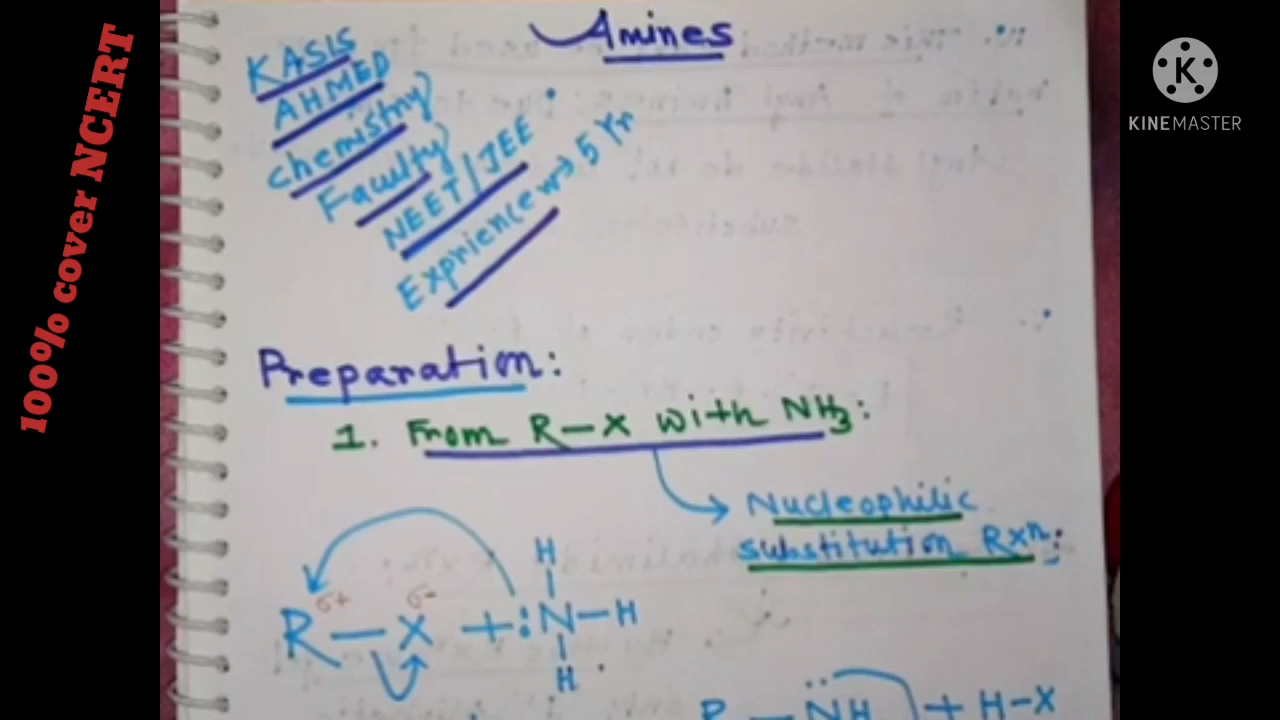 100% cover NCERT
KINEMASTER
Amines
KASIS
AHMED
Chemistry
Faculty
NEET/JEE
Exprience → 5 Yr
Preparation:
1. From R—X with NH3:
Nucleophilic
substitution Rxn:
H
R — X + :N—H
H
NH + H-X